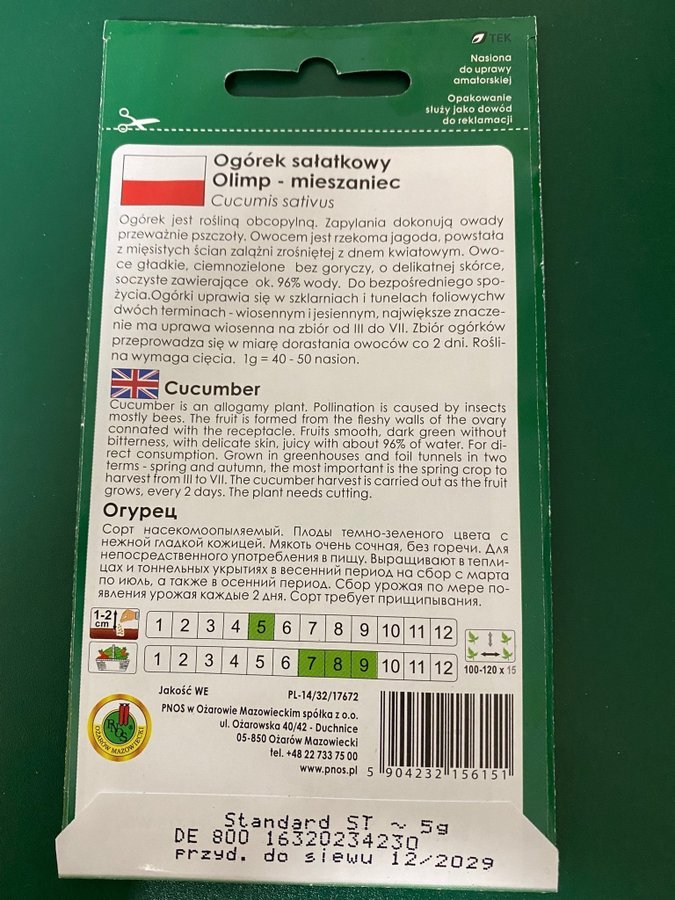 TEK
Nasiona
do uprawy
amatorskiej
Opakowanie
służy jako dowód
do reklamacji
Ogórek sałatkowy
Olimp - mieszaniec
Cucumis sativus
Ogórek jest rośliną obcopylną. Zapylania dokonują owady
przeważnie pszczoły. Owocem jest rzekoma jagoda, powstała
z mięsistych ścian zalążni zrośniętej z dnem kwiatowym. Owo-
ce gładkie, ciemnozielone bez goryczy, o delikatnej skórce,
soczyste zawierające ok. 96% wody. Do bezpośredniego spo-
życia.Ogórki uprawia się w szklarniach i tunelach foliowychw
dwóch terminach - wiosennym i jesiennym, największe znacze-
nie ma uprawa wiosenna na zbiór od III do VII. Zbiór ogórków
przeprowadza się w miarę dorastania owoców co 2 dni. Rośli-
na wymaga cięcia. 1g = 40 - 50 nasion.
Cucumber
Cucumber is an allogamy plant. Pollination is caused by insects
mostly bees. The fruit is formed from the fleshy walls of the ovary
connated with the receptacle. Fruits smooth, dark green without
bitterness, with delicate skin, juicy with about 96% of water. For di-
rect consumption. Grown in greenhouses and foil tunnels in two
terms - spring and autumn, the most important is the spring crop to
harvest from III to VII. The cucumber harvest is carried out as the fruit
grows, every 2 days. The plant needs cutting.
Огурец
Сорт насекомоопыляемый. Плоды темно-зеленого цвета с
нежной гладкой кожицей. Мякоть очень сочная, без горечи. Для
непосредственного употребления в пищу. Выращивают в тепли-
цах и тоннельных укрытиях в весенний период на сбор с марта
по июль, а также в осенний период. Сбор урожая по мере по-
явления урожая каждые 2 дня. Сорт требует прищипывания.
1-2 cm 1 2 3 4 5 6 7 8 9 10 11 12
1 2 3 4 5 6 7 8 9 10 11 12
100-120 x 15
Jakość WE PL-14/32/17672
PNOS w Ożarowie Mazowieckim spółka z o.o.
ul. Ożarowska 40/42 - Duchnice
05-850 Ożarów Mazowiecki
tel. +48 22 733 75 00
www.pnos.pl
PNOS
OŻARÓW MAZOWIECKI
5 904232 156151
Standard ST ~ 5g
DE 800 16320234230
przyd. do siewu 12/2029